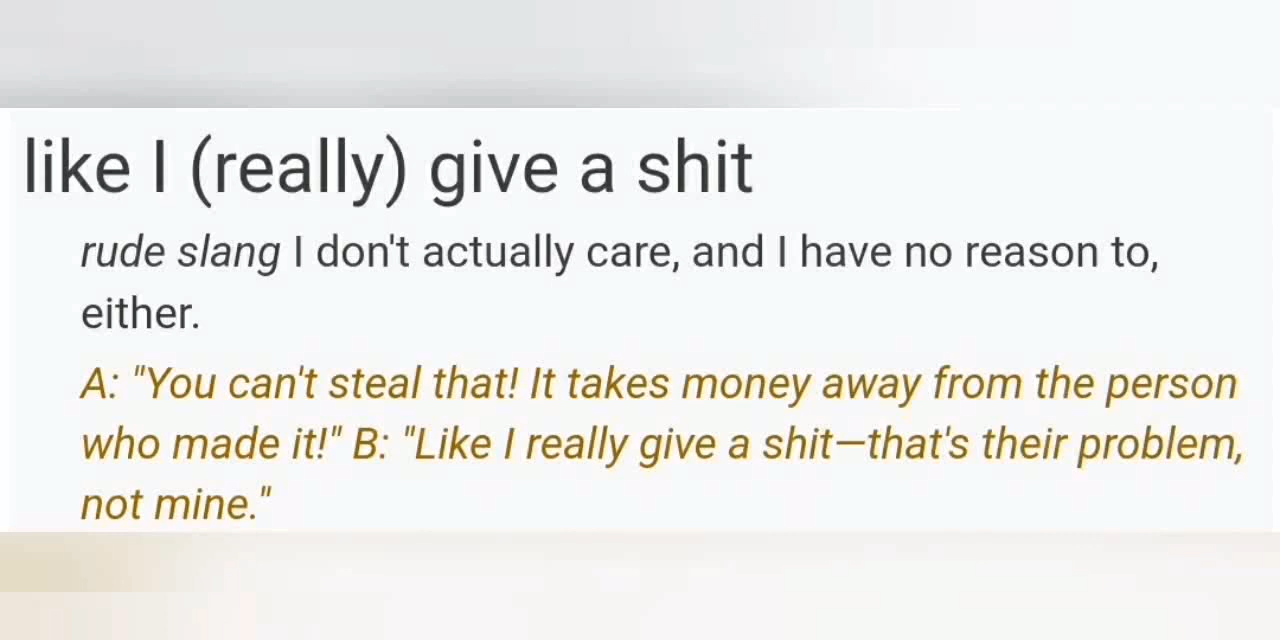 like I (really) give a shit
rude slang I don't actually care, and I have no reason to,
either.
A: "You can't steal that! It takes money away from the person
who made it!" B: "Like I really give a shit—that's their problem,
not mine."